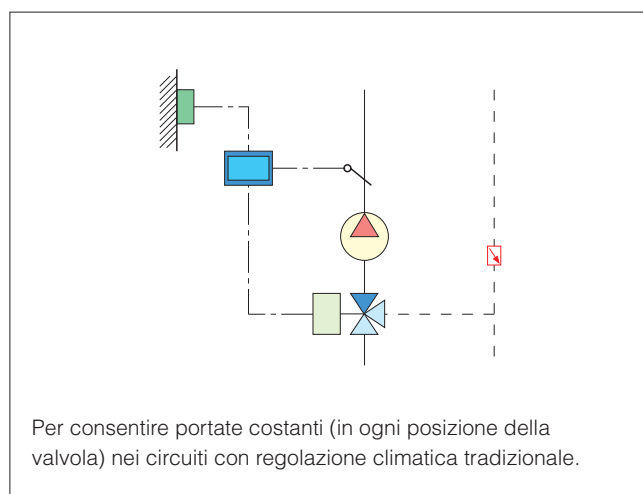 Per consentire portate costanti (in ogni posizione della
valvola) nei circuiti con regolazione climatica tradizionale.